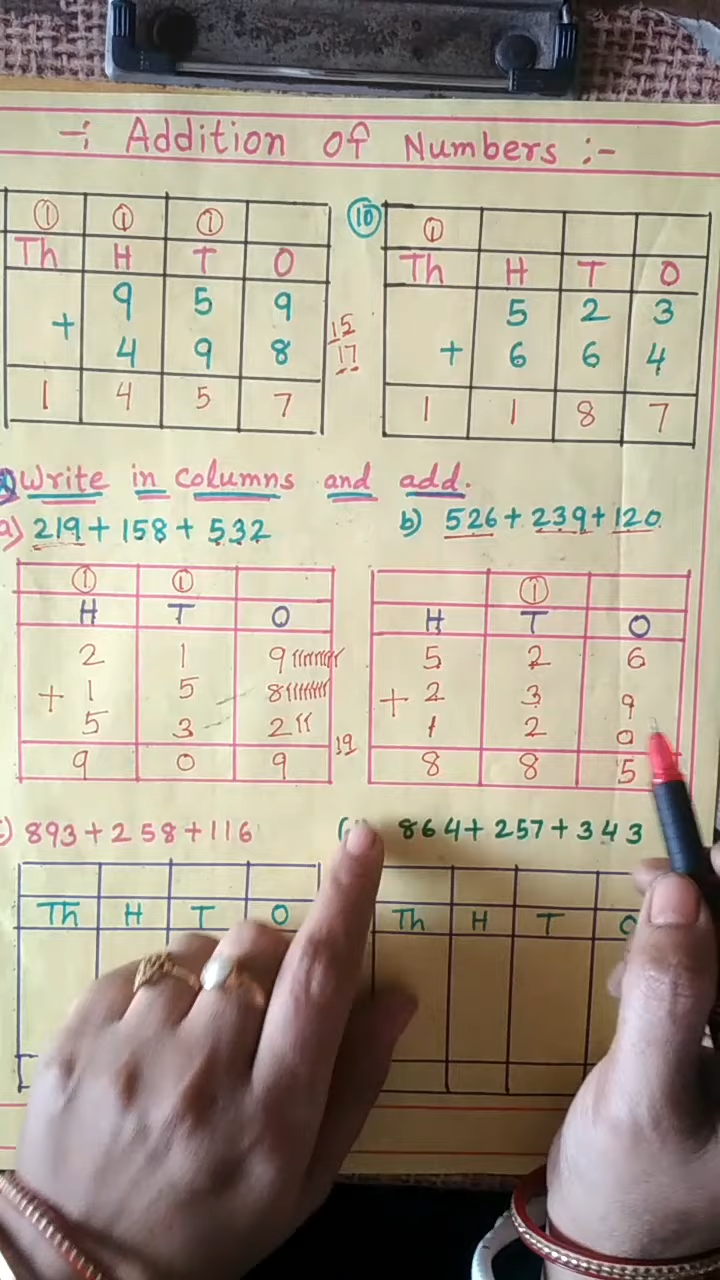 -: Addition of Numbers :-
① ① ①
Th H T O
9 5 9
+ 4 9 8
1 4 5 7
15
17
10
①
Th H T O
5 2 3
+ 6 6 4
1 1 8 7
Write in columns and add.
a) 219 + 158 + 532
① ①
H T O
2 1 9
+ 1 5 8
5 3 2
9 0 9
19
b) 526 + 239 + 120
①
H T O
5 2 6
+ 2 3 9
1 2 0
8 8 5
) 893 + 258 + 116
Th H T O
864 + 257 + 343
Th H T O